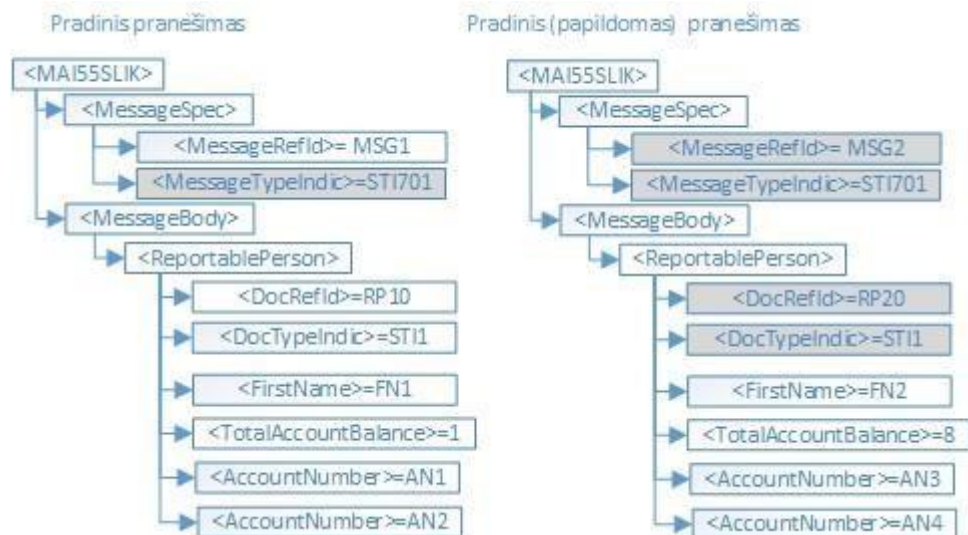 Pradinis pranešimas
<MAI55SLIK>
<MessageSpec>
<MessageRefId>= MSG1
<MessageTypeIndic>=STI701
<MessageBody>
<ReportablePerson>
<DocRefId>=RP10
<DocTypeIndic>=STI1
<FirstName>=FN1
<TotalAccountBalance>=1
<AccountNumber>=AN1
<AccountNumber>=AN2
Pradinis (papildomas) pranešimas
<MAI55SLIK>
<MessageSpec>
<MessageRefId>= MSG2
<MessageTypeIndic>=STI701
<MessageBody>
<ReportablePerson>
<DocRefId>=RP20
<DocTypeIndic>=STI1
<FirstName>=FN2
<TotalAccountBalance>=8
<AccountNumber>=AN3
<AccountNumber>=AN4